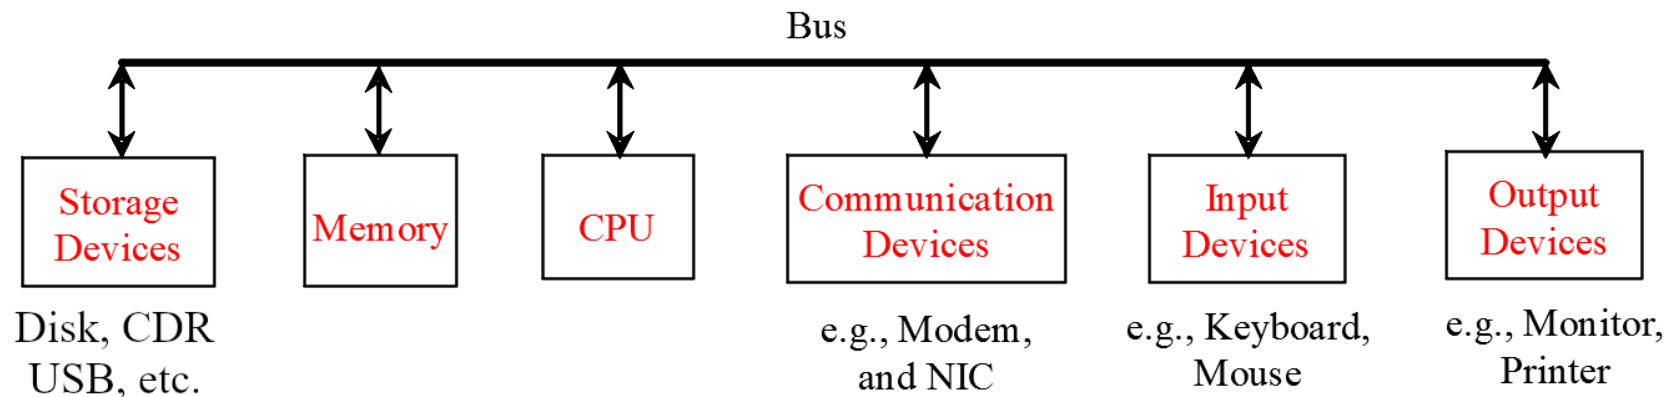 Bus
Storage
Devices
Memory
CPU
Communication
Devices
Input
Devices
Output
Devices
Disk, CDR
USB, etc.
e.g., Modem,
and NIC
e.g., Keyboard,
Mouse
e.g., Monitor,
Printer